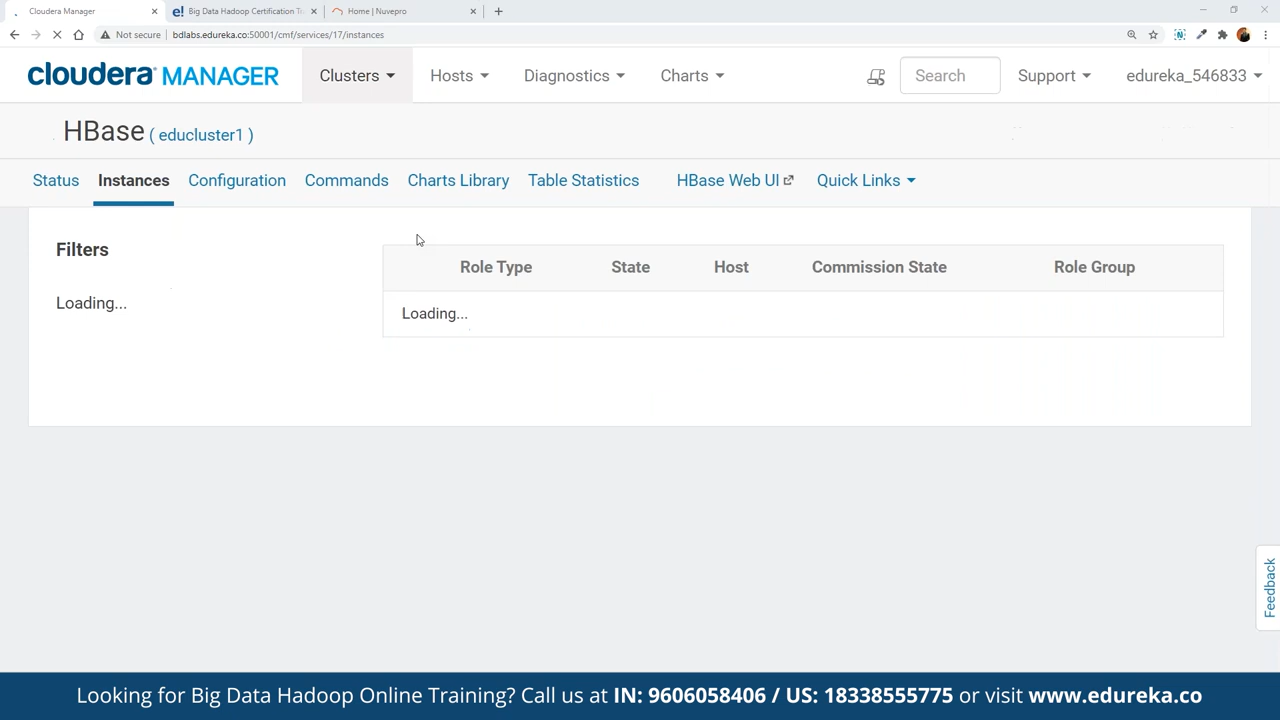 Cloudera Manager
Big Data Hadoop Certification Tr
Home | Nuvepro
Not secure
bdlabs.edureka.co:50001/cmf/services/17/instances
cloudera MANAGER
Clusters
Hosts
Diagnostics
Charts
Search
Support
edureka_546833
HBase ( educluster1 )
Status
Instances
Configuration
Commands
Charts Library
Table Statistics
HBase Web UI
Quick Links
Filters
Loading...
Role Type
State
Host
Commission State
Role Group
Loading...
Feedback
Looking for Big Data Hadoop Online Training? Call us at IN: 9606058406 / US: 18338555775 or visit www.edureka.co